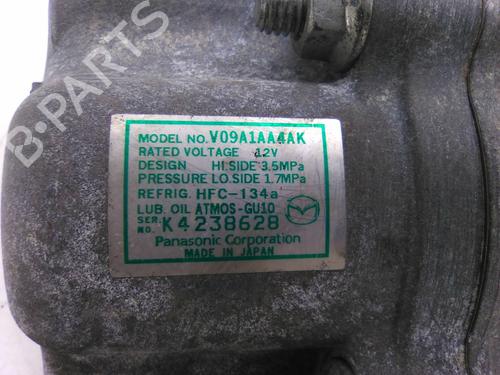 B-PARTS
MODEL NO. V09A1AA4AK
RATED VOLTAGE 12V
DESIGN HI.SIDE 3.5MPa
PRESSURE LO.SIDE 1.7MPa
REFRIG. HFC-134a
LUB. OIL ATMOS-GU10
SER. NO. K4238628
Panasonic Corporation
MADE IN JAPAN